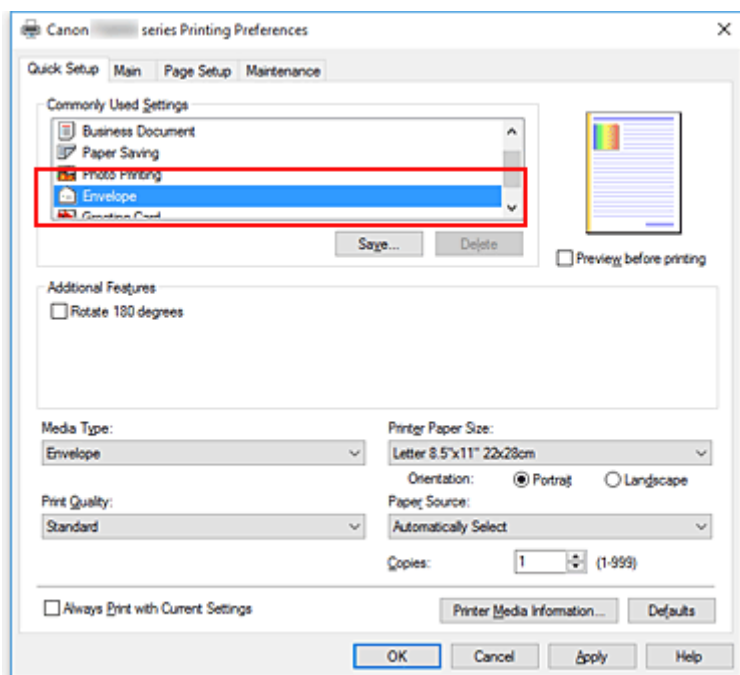 Canon series Printing Preferences
Quick Setup Main Page Setup Maintenance
Commonly Used Settings
Business Document
Paper Saving
Photo Printing
Envelope
Greeting Card
Save... Delete
Preview before printing
Additional Features
Rotate 180 degrees
Media Type: Printer Paper Size:
Envelope Letter 8.5"x11" 22x28cm
Orientation: Portrait Landscape
Print Quality: Paper Source:
Standard Automatically Select
Copies: 1 (1-999)
Always Print with Current Settings Printer Media Information... Defaults
OK Cancel Apply Help